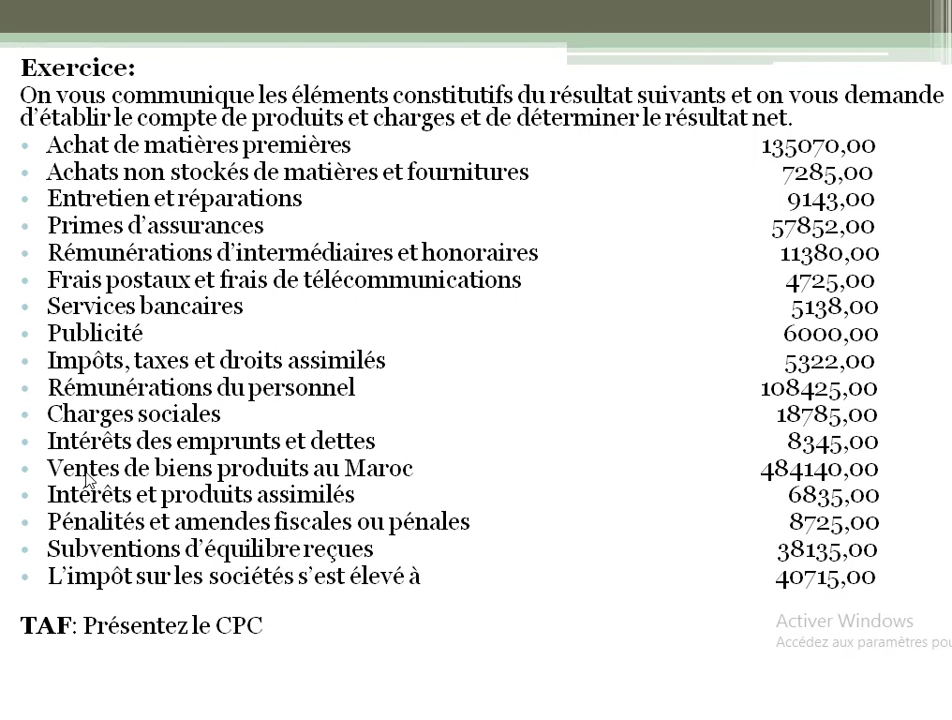 Exercice:
On vous communique les éléments constitutifs du résultat suivants et on vous demande
d'établir le compte de produits et charges et de déterminer le résultat net.
• Achat de matières premières 135070,00
• Achats non stockés de matières et fournitures 7285,00
• Entretien et réparations 9143,00
• Primes d'assurances 57852,00
• Rémunérations d'intermédiaires et honoraires 11380,00
• Frais postaux et frais de télécommunications 4725,00
• Services bancaires 5138,00
• Publicité 6000,00
• Impôts, taxes et droits assimilés 5322,00
• Rémunérations du personnel 108425,00
• Charges sociales 18785,00
• Intérêts des emprunts et dettes 8345,00
• Ventes de biens produits au Maroc 484140,00
• Intérêts et produits assimilés 6835,00
• Pénalités et amendes fiscales ou pénales 8725,00
• Subventions d'équilibre reçues 38135,00
• L'impôt sur les sociétés s'est élevé à 40715,00
TAF: Présentez le CPC
Activer Windows
Accédez aux paramètres pou